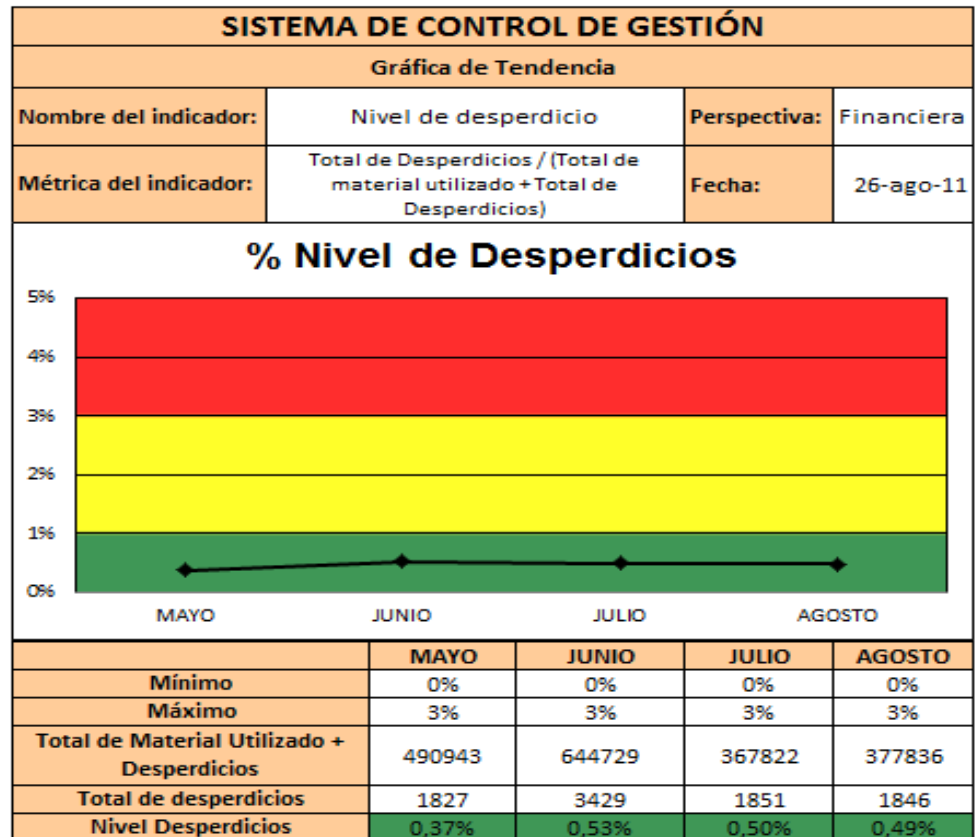 SISTEMA DE CONTROL DE GESTIÓN
Gráfica de Tendencia
Nombre del indicador: Nivel de desperdicio Perspectiva: Financiera
Métrica del indicador: Total de Desperdicios / (Total de
material utilizado + Total de
Desperdicios) Fecha: 26-ago-11
% Nivel de Desperdicios
5%
4%
3%
2%
1%
0%
MAYO JUNIO JULIO AGOSTO
MAYO JUNIO JULIO AGOSTO
Mínimo 0% 0% 0% 0%
Máximo 3% 3% 3% 3%
Total de Material Utilizado +
Desperdicios 490943 644729 367822 377836
Total de desperdicios 1827 3429 1851 1846
Nivel Desperdicios 0,37% 0,53% 0,50% 0,49%